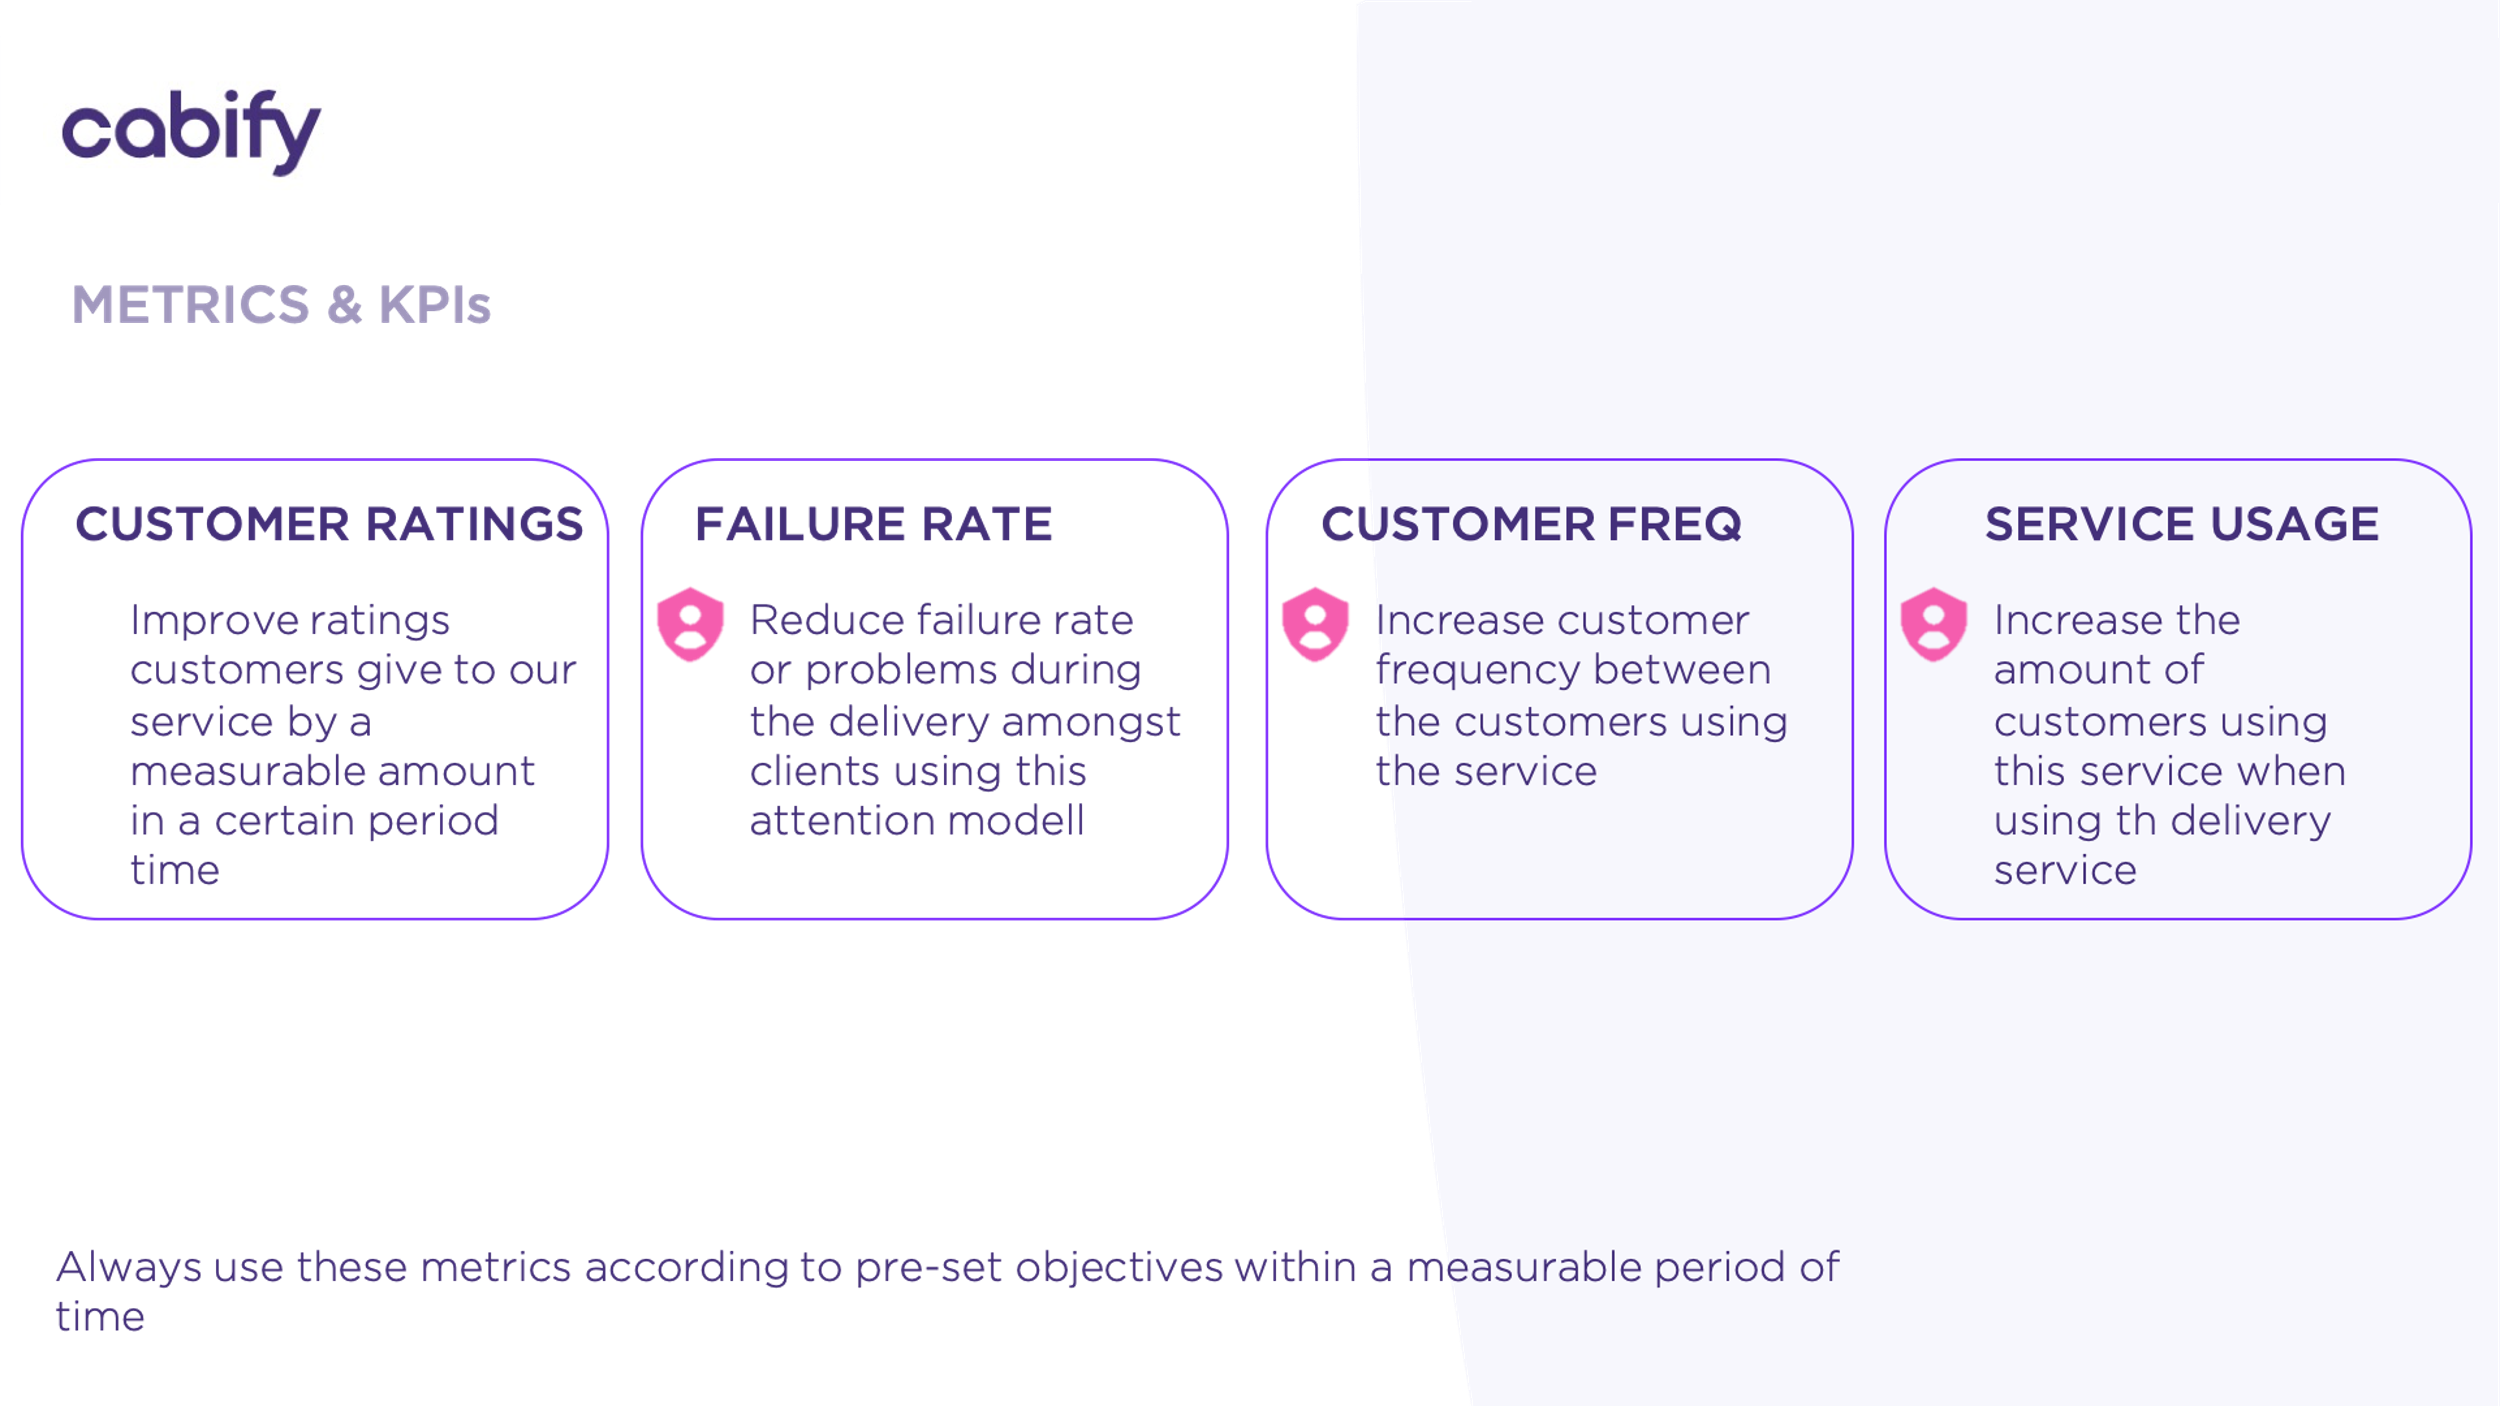 cabify
METRICS & KPIs
CUSTOMER RATINGS
Improve ratings
customers give to our
service by a
measurable amount
in a certain period
time
FAILURE RATE
Reduce failure rate
or problems during
the delivery amongst
clients using this
attention modell
CUSTOMER FREQ
Increase customer
frequency between
the customers using
the service
SERVICE USAGE
Increase the
amount of
customers using
this service when
using th delivery
service
Always use these metrics according to pre-set objectives within a measurable period of
time